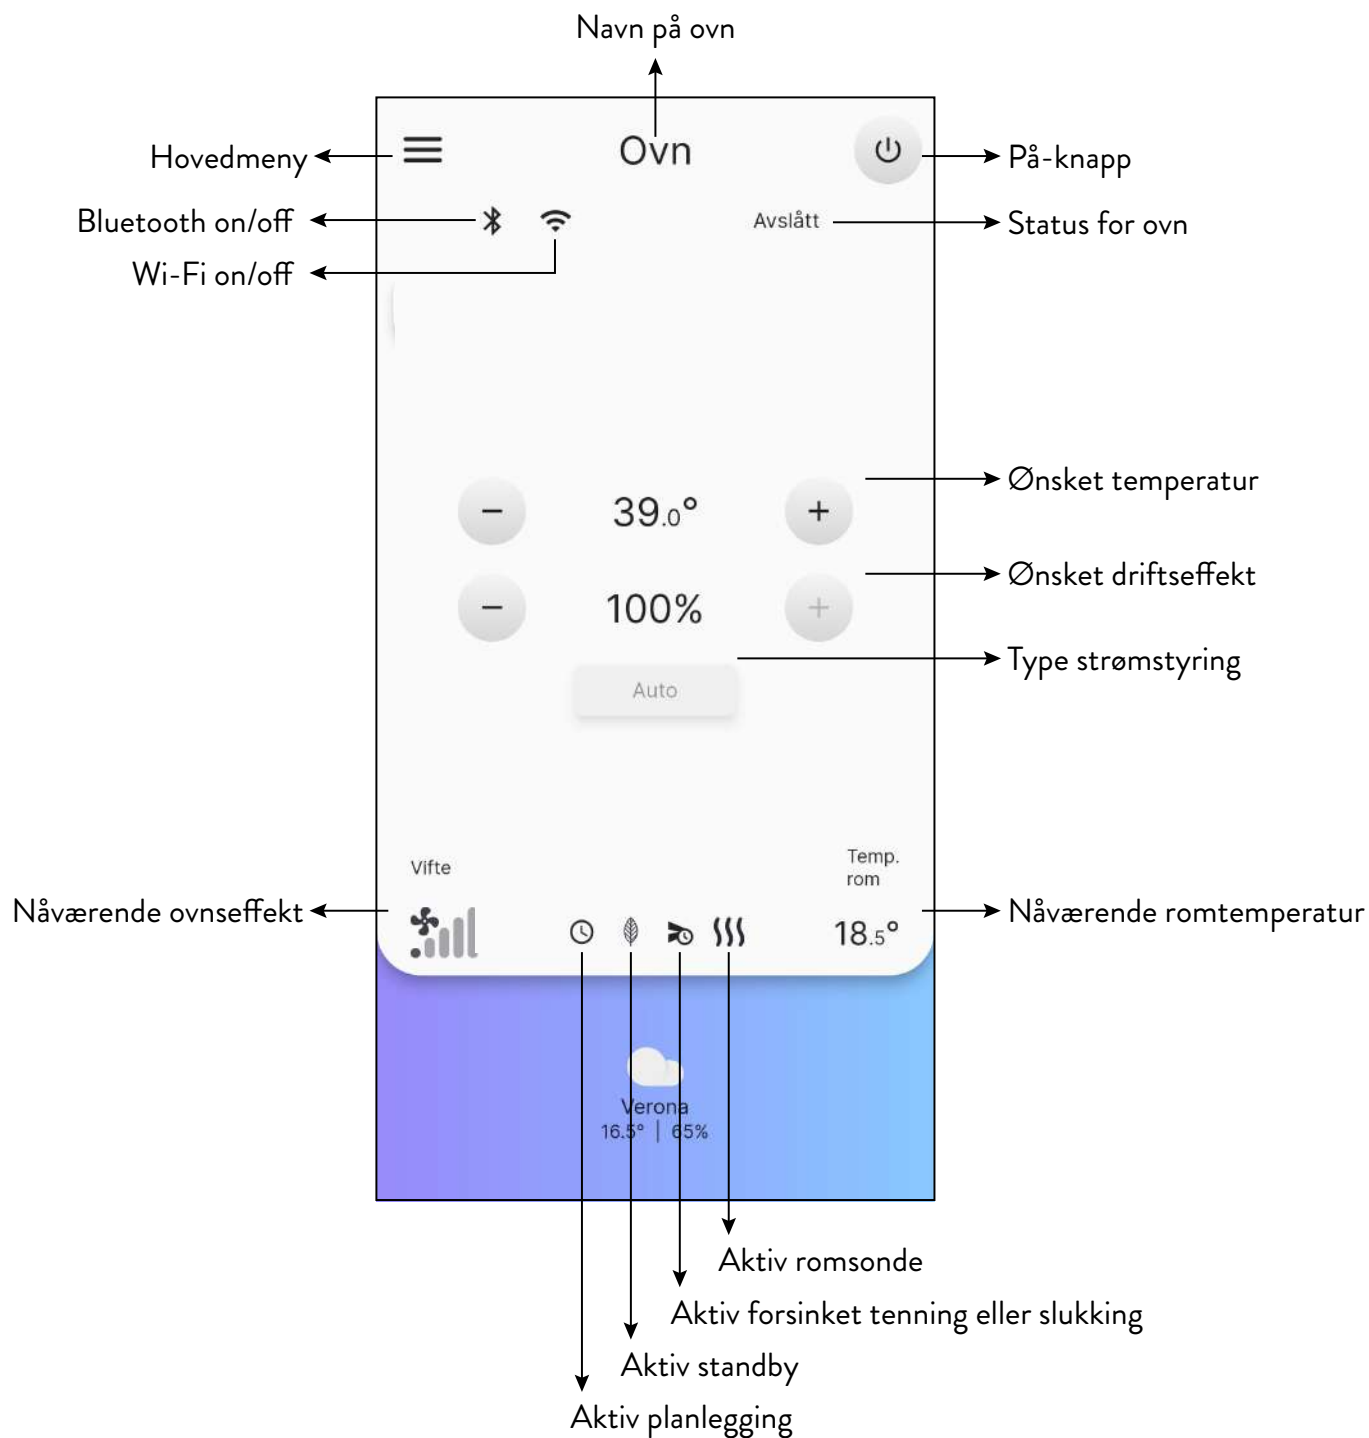 Navn på ovn
Hovedmeny
Ovn
På-knapp
Bluetooth on/off
Avslått
Status for ovn
Wi-Fi on/off
Ønsket temperatur
− 39.0° +
Ønsket driftseffekt
− 100% +
Type strømstyring
Auto
Vifte
Temp.
rom
Nåværende ovnseffekt
18.5°
Nåværende romtemperatur
Verona
16.5° | 65%
Aktiv romsonde
Aktiv forsinket tenning eller slukking
Aktiv standby
Aktiv planlegging